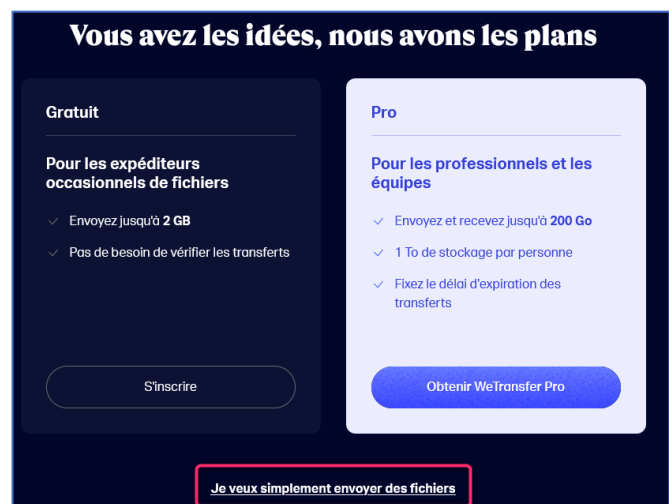 Vous avez les idées, nous avons les plans
Gratuit
Pour les expéditeurs
occasionnels de fichiers
Envoyez jusqu'à 2 GB
Pas de besoin de vérifier les transferts
S'inscrire
Pro
Pour les professionnels et les
équipes
Envoyez et recevez jusqu'à 200 Go
1 To de stockage par personne
Fixez le délai d'expiration des
transferts
Obtenir WeTransfer Pro
Je veux simplement envoyer des fichiers